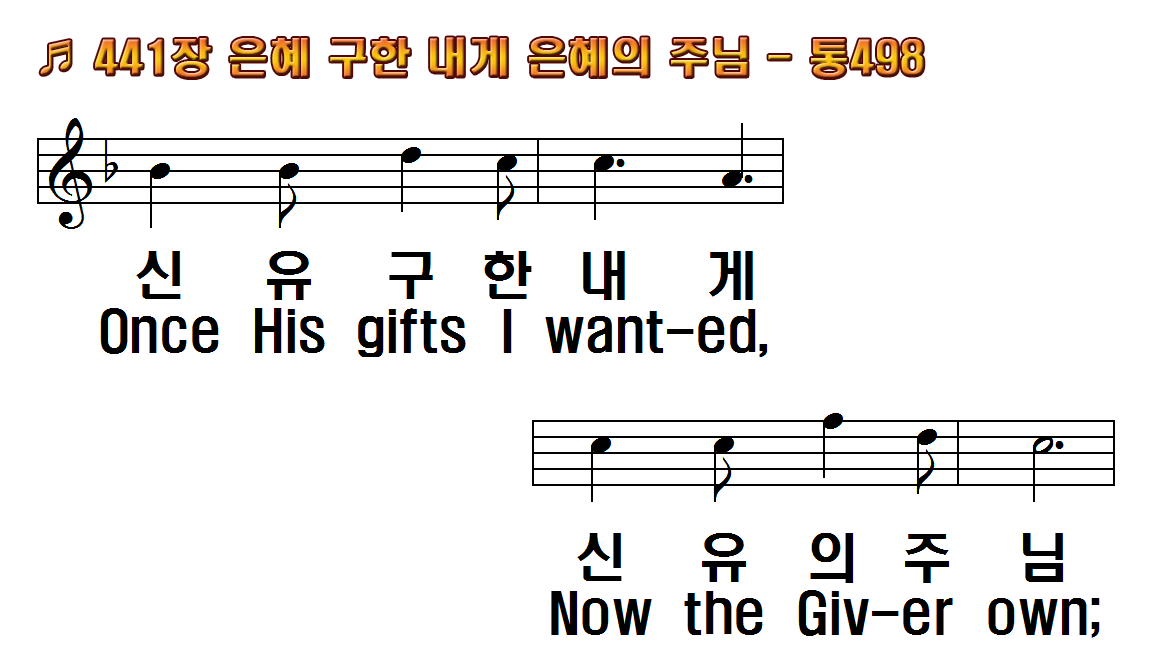 ♬ 441장 은혜 구한 내게 은혜의 주님 - 통498
신 유 구 한 내 게
Once His gifts I want-ed,
신 유 의 주 님
Now the Giv-er own;